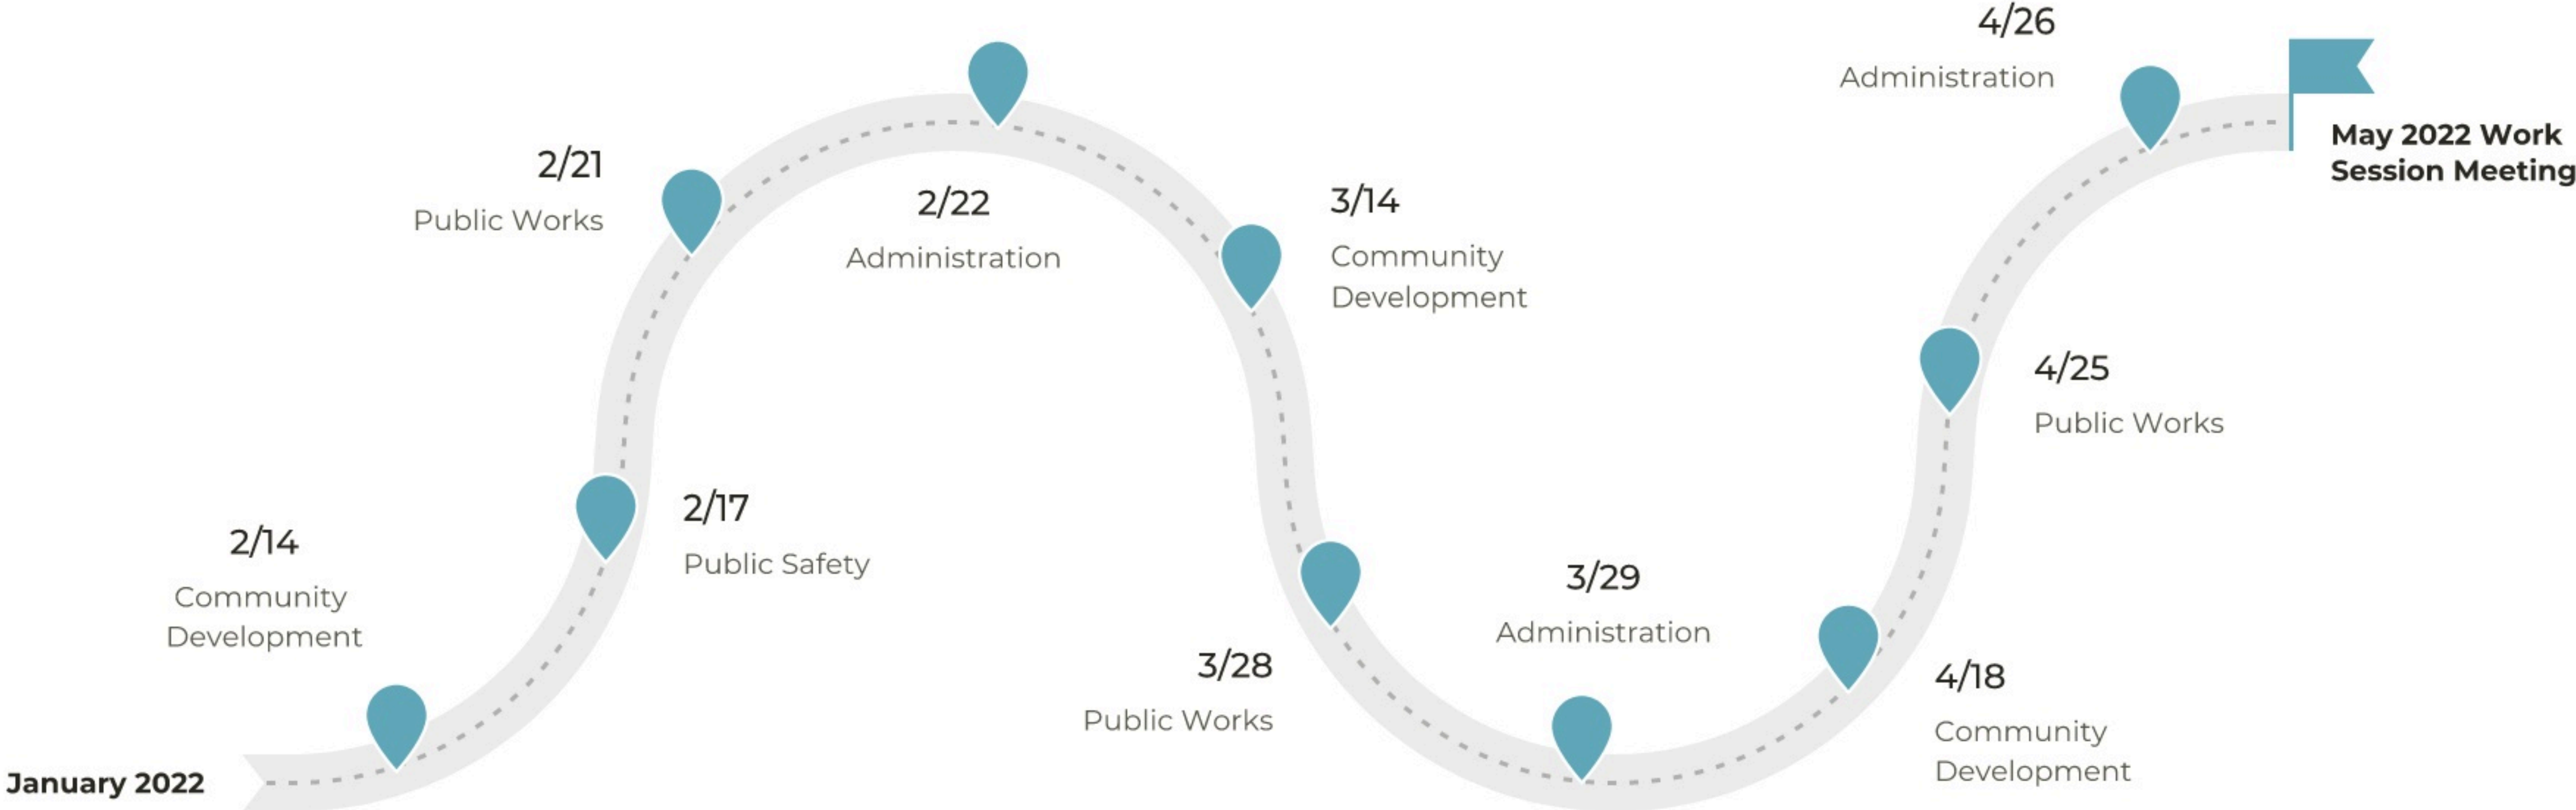 January 2022
2/14
Community
Development
2/17
Public Safety
2/21
Public Works
2/22
Administration
3/14
Community
Development
3/28
Public Works
3/29
Administration
4/18
Community
Development
4/25
Public Works
4/26
Administration
May 2022 Work
Session Meeting